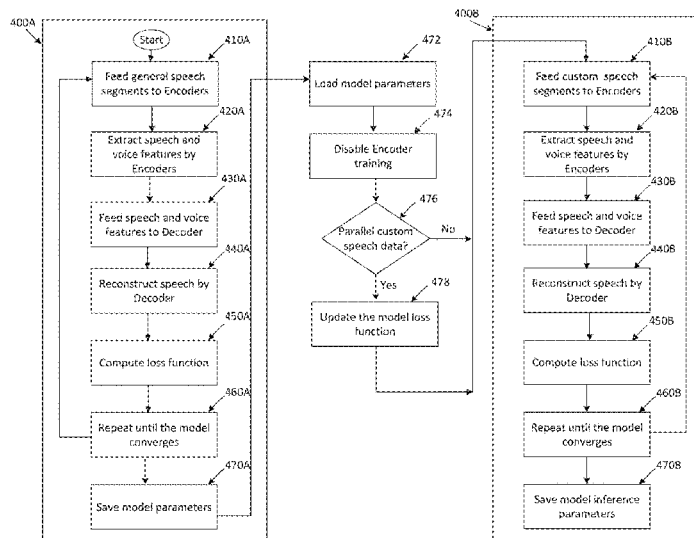 400A
Start
410A
Feed general speech
segments to Encoders
420A
Extract speech and
voice features by
Encoders
430A
Feed speech and voice
features to Decoder
440A
Reconstruct speech by
Decoder
450A
Compute loss function
460A
Repeat until the model
converges
470A
Save model parameters
472
Load model parameters
474
Disable Encoder
training
476
Parallel custom
speech data?
No
Yes
478
Update the model loss
function
400B
410B
Feed custom speech
segments to Encoders
420B
Extract speech and
voice features by
Encoders
430B
Feed speech and voice
features to Decoder
440B
Reconstruct speech by
Decoder
450B
Compute loss function
460B
Repeat until the model
converges
470B
Save model inference
parameters